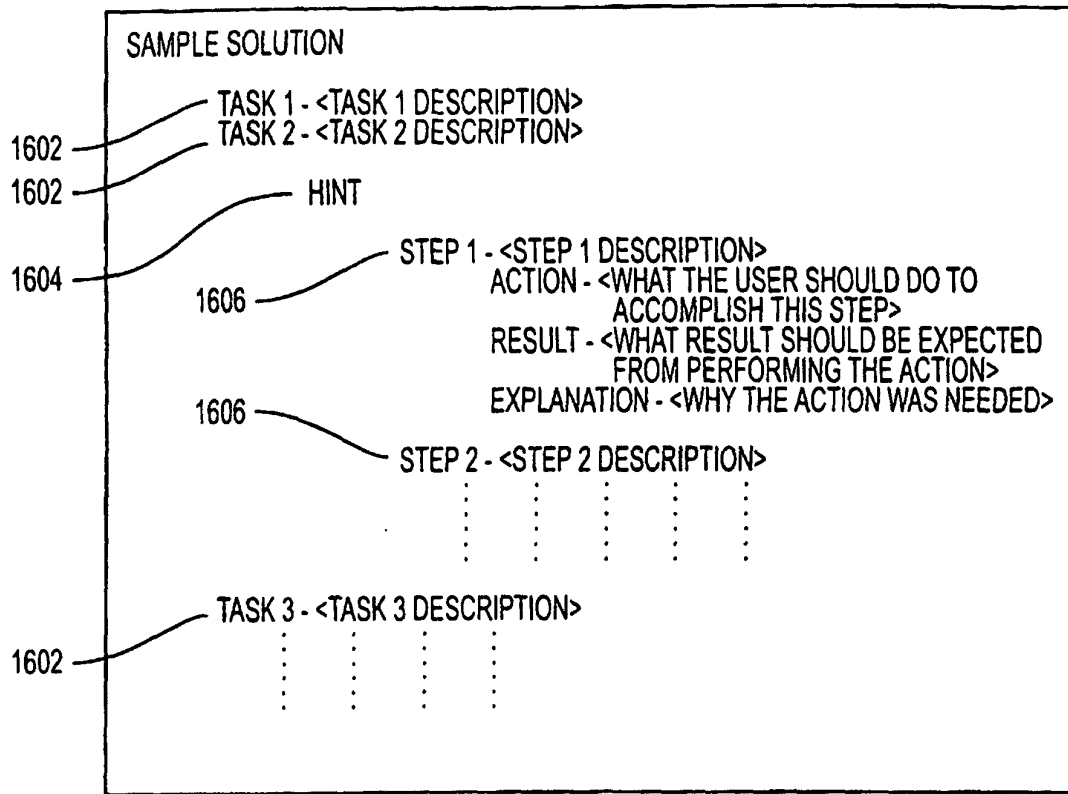 SAMPLE SOLUTION
TASK 1 - <TASK 1 DESCRIPTION>
1602
TASK 2 - <TASK 2 DESCRIPTION>
1602
HINT
1604
STEP 1 - <STEP 1 DESCRIPTION>
1606
ACTION - <WHAT THE USER SHOULD DO TO
ACCOMPLISH THIS STEP>
RESULT - <WHAT RESULT SHOULD BE EXPECTED
FROM PERFORMING THE ACTION>
EXPLANATION - <WHY THE ACTION WAS NEEDED>
1606
STEP 2 - <STEP 2 DESCRIPTION>
TASK 3 - <TASK 3 DESCRIPTION>
1602